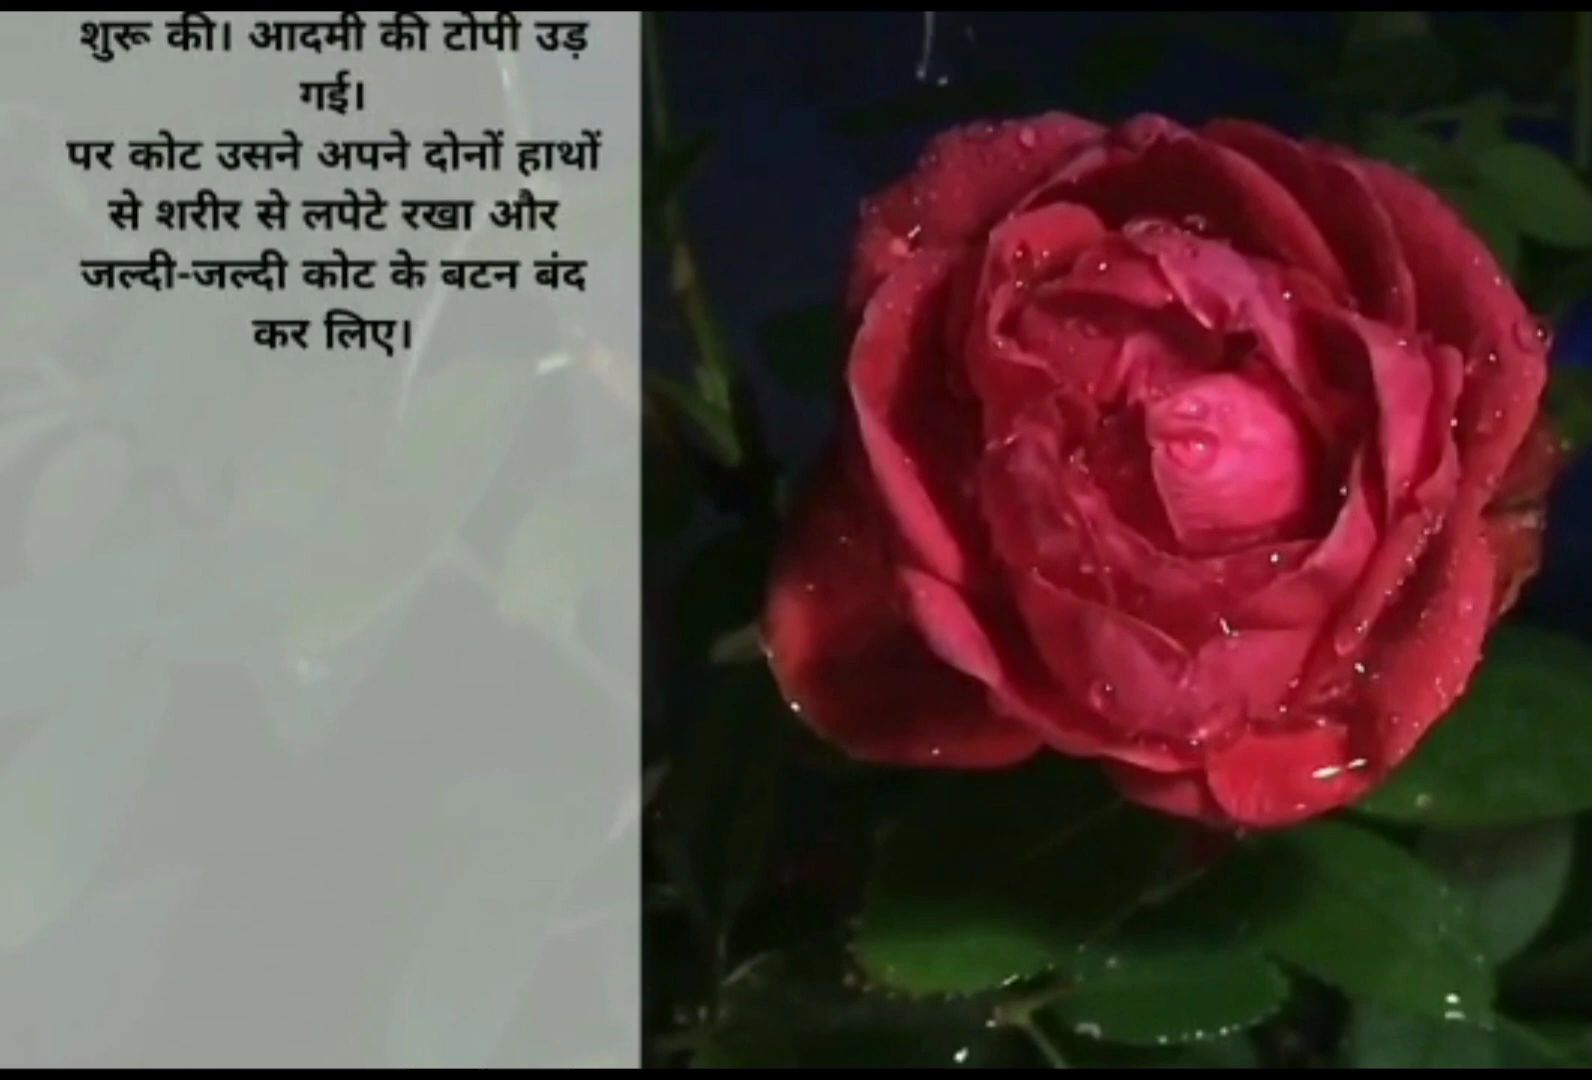 शुरू की। आदमी की टोपी उड़
गई।
पर कोट उसने अपने दोनों हाथों
से शरीर से लपेटे रखा और
जल्दी-जल्दी कोट के बटन बंद
कर लिए।